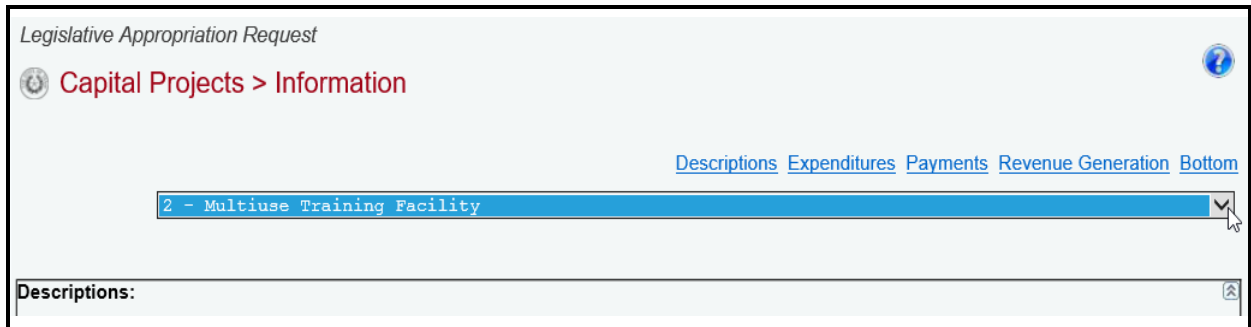 Legislative Appropriation Request
Capital Projects > Information
Descriptions Expenditures Payments Revenue Generation Bottom
2 - Multiuse Training Facility
Descriptions: